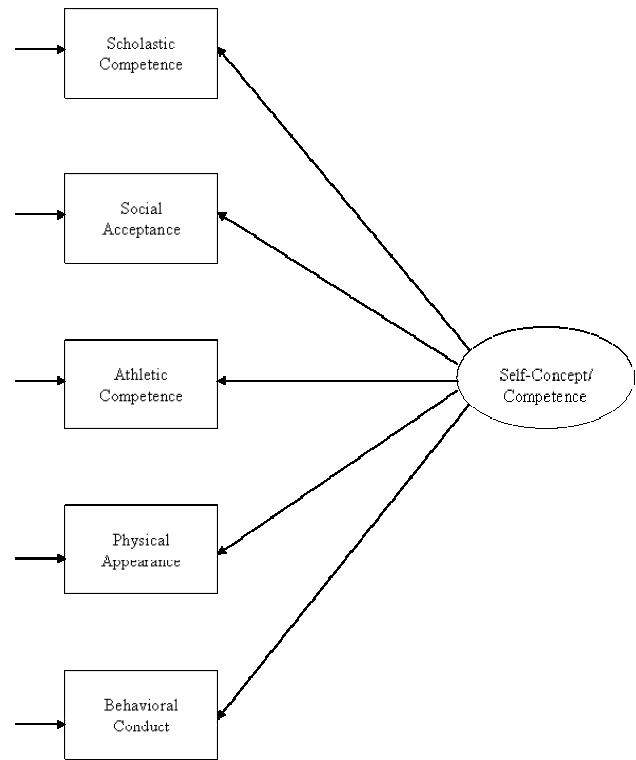 Scholastic
Competence
Social
Acceptance
Athletic
Competence
Self-Concept/
Competence
Physical
Appearance
Behavioral
Conduct